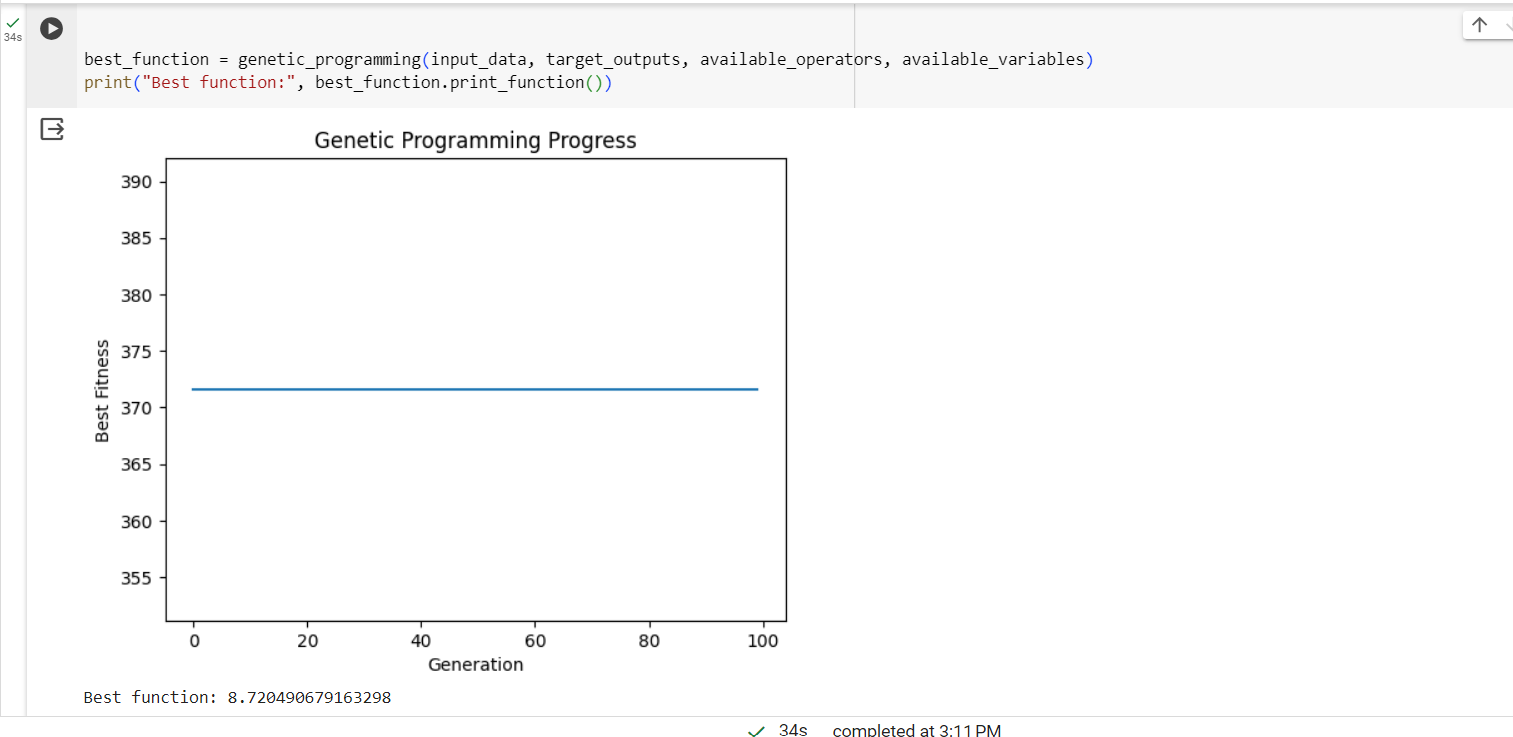 34s
best_function = genetic_programming(input_data, target_outputs, available_operators, available_variables)
print("Best function:", best_function.print_function())
Genetic Programming Progress
390
385
380
375
370
365
360
355
Best Fitness
0 20 40 60 80 100
Generation
Best function: 8.720490679163298
34s completed at 3:11 PM